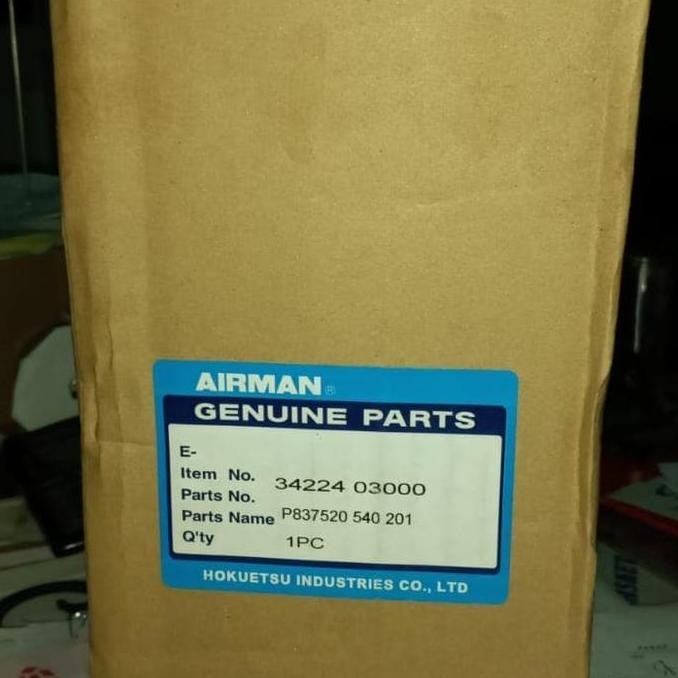 AIRMAN ®
GENUINE PARTS
E-
Item No. 34224 03000
Parts No.
Parts Name P837520 540 201
Q'ty 1PC
HOKUETSU INDUSTRIES CO., LTD